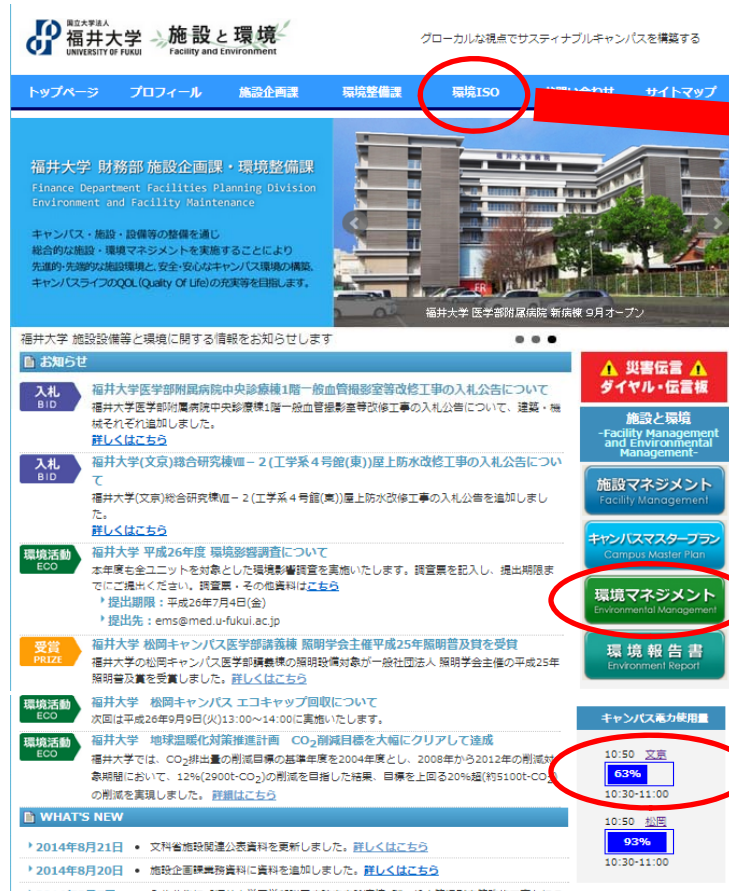 国立大学法人
福井大学
UNIVERSITY OF FUKUI
施設と環境
Facility and Environment
グローカルな視点でサスティナブルキャンパスを構築する
トップページ プロフィール 施設企画課 環境整備課 環境ISO サイトマップ
福井大学 財務部 施設企画課・環境整備課
Finance Department Facilities Planning Division
Environment and Facility Maintenance
キャンパス・施設・設備等の整備を通じ
総合的な施設・環境マネジメントを実施することにより
先進的・先端的な施設環境と、安全・安心なキャンパス環境の構築、
キャンパスライフのQOL（Quality Of Life)の充実等を目指します。
福井大学病院
福井大学 医学部附属病院 新病棟 9月オープン
福井大学 施設設備等と環境に関する情報をお知らせします
お知らせ
入札
BID
福井大学医学部附属病院中央診療棟1階一般血管撮影室等改修工事の入札公告について
福井大学医学部附属病院中央診療棟1階一般血管撮影室等改修工事の入札公告について、建築・機
械それぞれ追加しました。
詳しくはこちら
入札
BID
福井大学(文京)総合研究棟Ⅷ－２(工学系４号館(東))屋上防水改修工事の入札公告につい
て
福井大学(文京)総合研究棟Ⅷ－２(工学系４号館(東))屋上防水改修工事の入札公告を追加しまし
た。
詳しくはこちら
環境活動
ECO
福井大学 平成26年度 環境影響調査について
本年度も全ユニットを対象とした環境影響調査を実施いたします。調査票を記入し、提出期限ま
でにご提出ください。調査票・その他資料はこちら
提出期限：平成26年7月4日(金)
提出先：ems@med.u-fukui.ac.jp
受賞
PRIZE
福井大学 松岡キャンパス医学部講義棟 照明学会主催平成25年照明普及賞を受賞
福井大学の松岡キャンパス医学部講義棟の照明設備対象が一般社団法人 照明学会主催の平成25年
照明普及賞を受賞しました。詳しくはこちら
環境活動
ECO
福井大学 松岡キャンパス エコキャップ回収について
次回は平成26年9月9日(火)13:00～14:00に実施いたします。
環境活動
ECO
福井大学 地球温暖化対策推進計画 CO2削減目標を大幅にクリアして達成
福井大学では、CO2排出量の削減目標の基準年度を2004年度とし、2008年から2012年の削減対
象期間において、12%(2900t-CO2)の削減を目指した結果、目標を上回る20%超(約5100t-CO2)
の削減を実現しました。 詳細はこちら
WHAT'S NEW
2014年8月21日 • 文科省施設関連公表資料を更新しました。詳しくはこちら
2014年8月20日 • 施設企画課業務資料に資料を追加しました。詳しくはこちら
災害伝言
ダイヤル・伝言板
施設と環境
-Facility Management
and Environmental
Management-
施設マネジメント
Facility Management
キャンパスマスタープラン
Campus Master Plan
環境マネジメント
Environmental Management
環境報告書
Environment Report
キャンパス電力使用量
10:50 文京
63%
10:30-11:00
10:50 松岡
93%
10:30-11:00